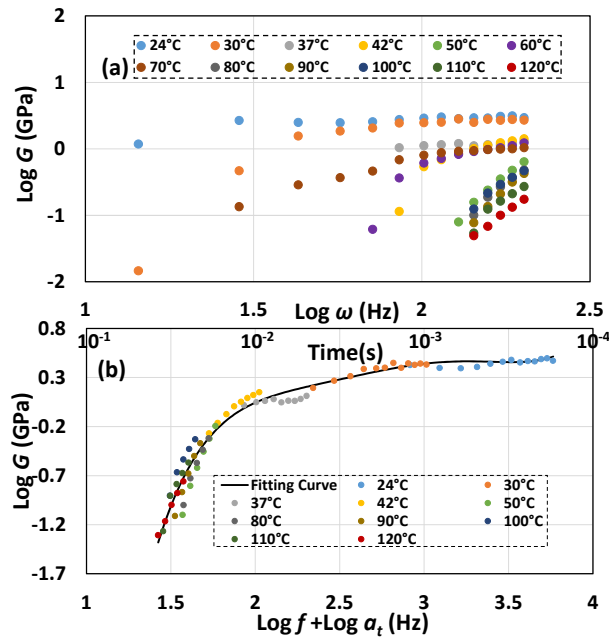 2
24°C 30°C 37°C 42°C 50°C 60°C
70°C 80°C 90°C 100°C 110°C 120°C
(a)
1
0
-1
-2
Log G (GPa)
1 1.5 2 2.5
Log ω (Hz)
10⁻¹ 10⁻² 10⁻³ 10⁻⁴
Time(s)
0.8
(b)
0.3
-0.2
-0.7
-1.2
-1.7
Log G (GPa)
Fitting Curve 24°C 30°C
37°C 42°C 50°C
80°C 90°C 100°C
110°C 120°C
1 1.5 2 2.5 3 3.5 4
Log f +Log aₜ (Hz)